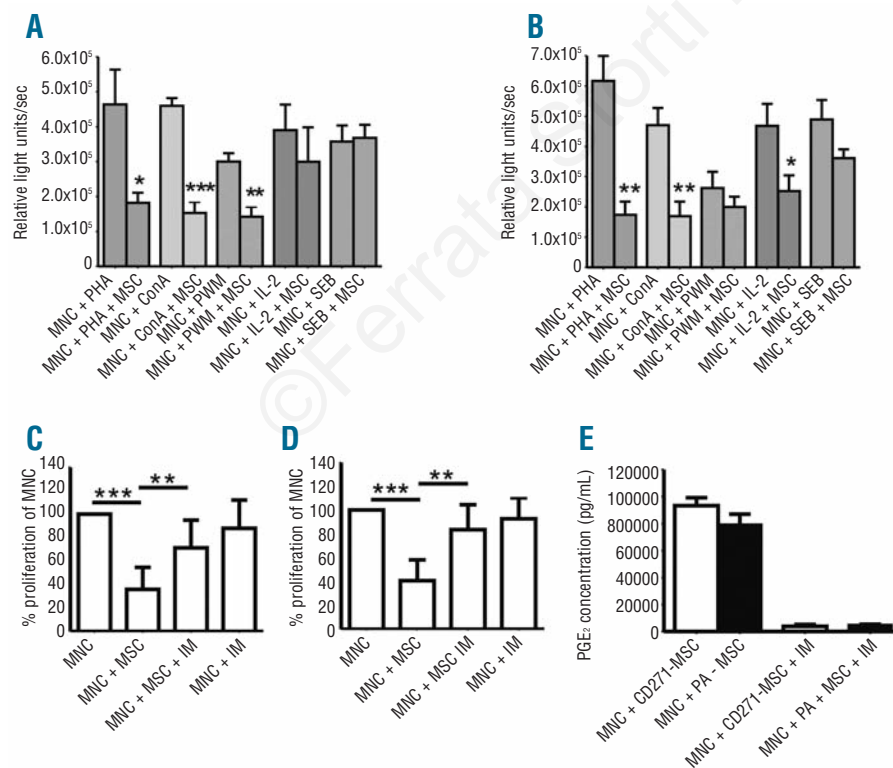 A
Relative light units/sec
6.0x10⁵
5.0x10⁵
4.0x10⁵
3.0x10⁵
2.0x10⁵
1.0x10⁵
0
*
***
**
MNC + PHA
MNC + PHA + MSC
MNC + ConA
MNC + ConA + MSC
MNC + PWM
MNC + PWM + MSC
MNC + IL-2
MNC + IL-2 + MSC
MNC + SEB
MNC + SEB + MSC
B
Relative light units/sec
7.0x10⁵
6.0x10⁵
5.0x10⁵
4.0x10⁵
3.0x10⁵
2.0x10⁵
1.0x10⁵
0
**
**
*
MNC + PHA
MNC + PHA + MSC
MNC + ConA
MNC + ConA + MSC
MNC + PWM
MNC + PWM + MSC
MNC + IL-2
MNC + IL-2 + MSC
MNC + SEB
MNC + SEB + MSC
©Ferrata Storti
C
% proliferation of MNC
140
120
100
80
60
40
20
0
***
**
MNC
MNC + MSC
MNC + MSC + IM
MNC + IM
D
% proliferation of MNC
140
120
100
80
60
40
20
0
***
**
MNC
MNC + MSC
MNC + MSC IM
MNC + IM
E
PGE₂ concentration (pg/mL)
120000
100000
800000
60000
40000
20000
0
MNC + CD271-MSC
MNC + PA - MSC
MNC + CD271-MSC + IM
MNC + PA + MSC + IM